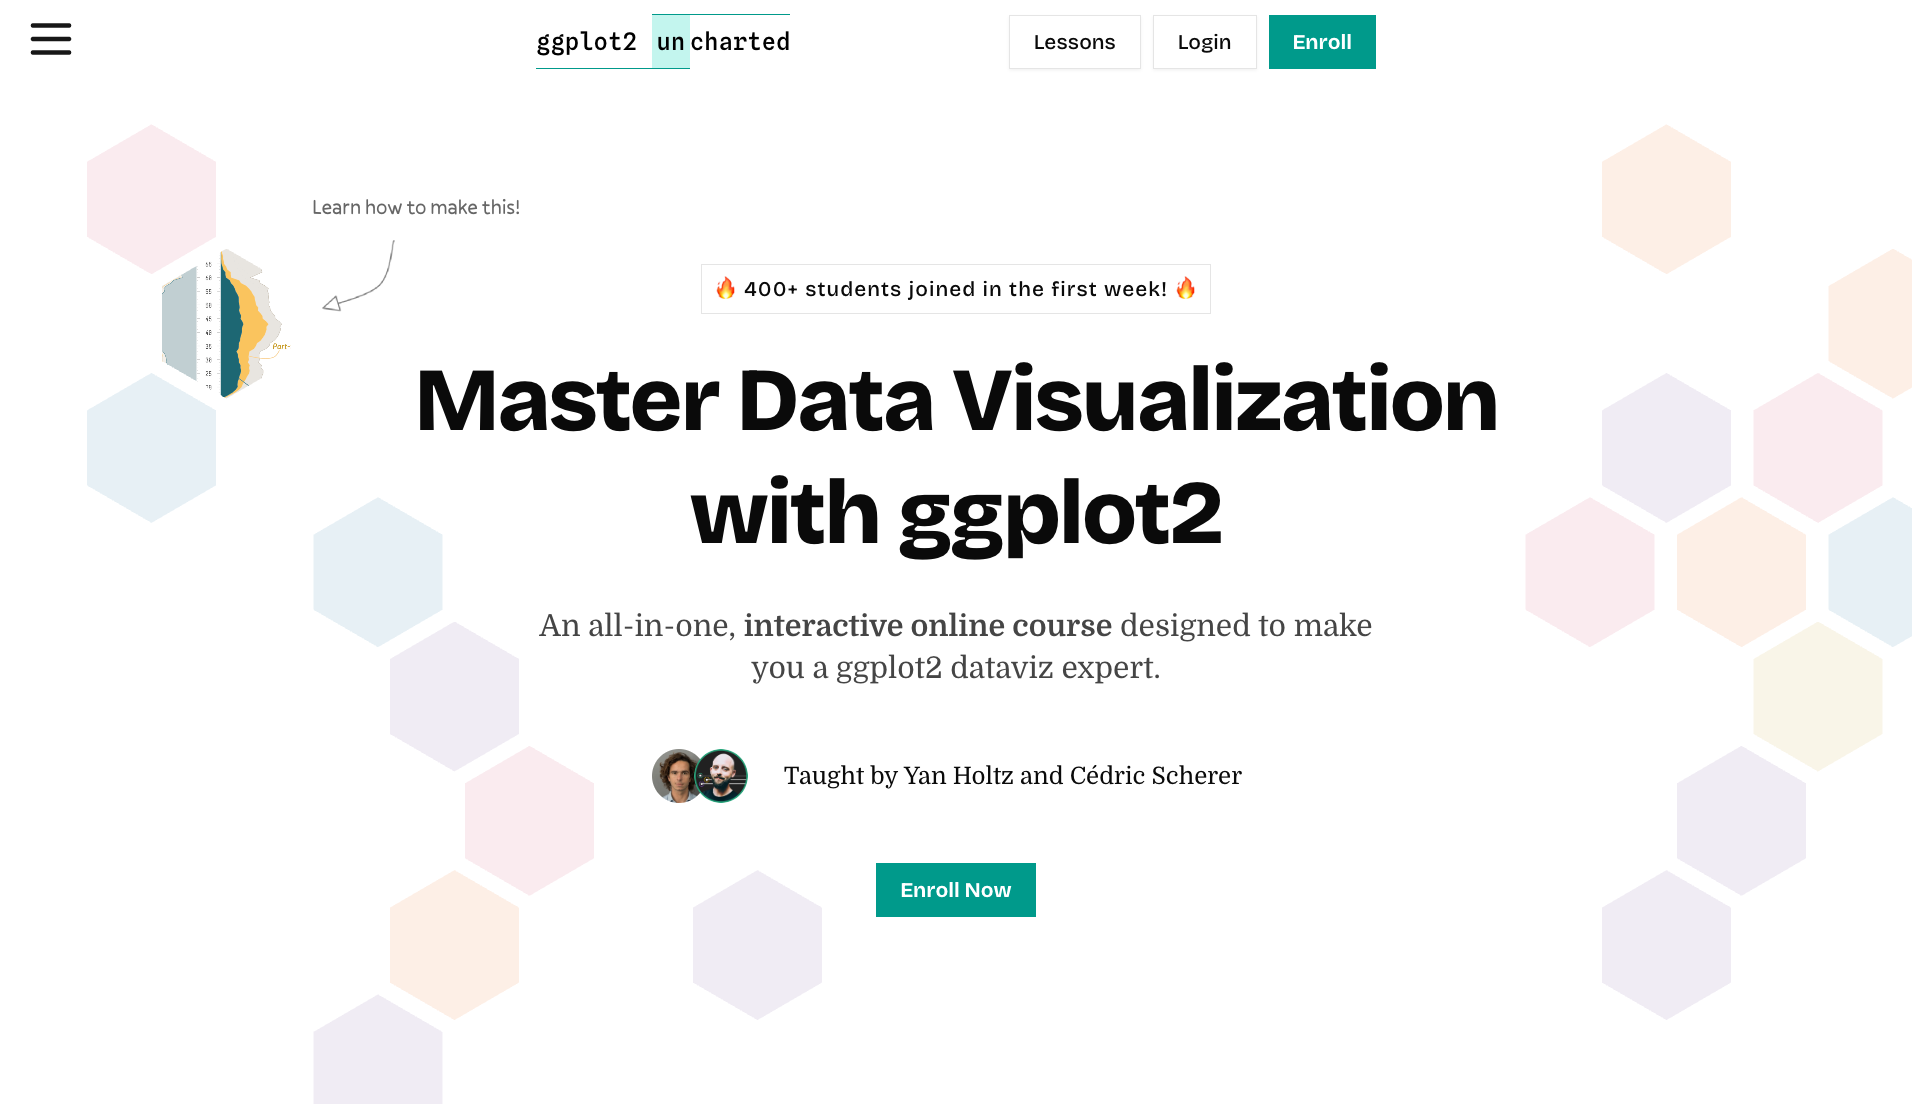 ggplot2 uncharted
Lessons
Login
Enroll
Learn how to make this!
🔥 400+ students joined in the first week! 🔥
Part-
Master Data Visualization
with ggplot2
An all-in-one, interactive online course designed to make
you a ggplot2 dataviz expert.
Taught by Yan Holtz and Cédric Scherer
Enroll Now